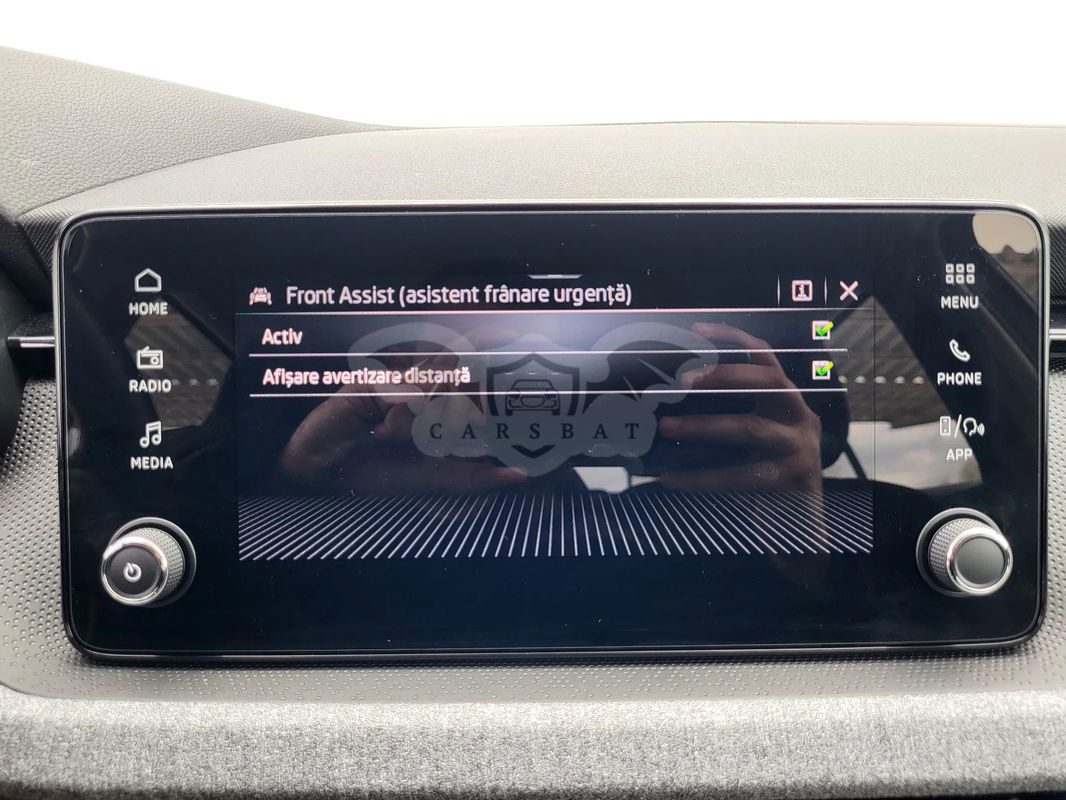 HOME
RADIO
MEDIA
Front Assist (asistent frânare urgență)
Activ
Afișare avertizare distanță
CARSBAT
MENU
PHONE
APP